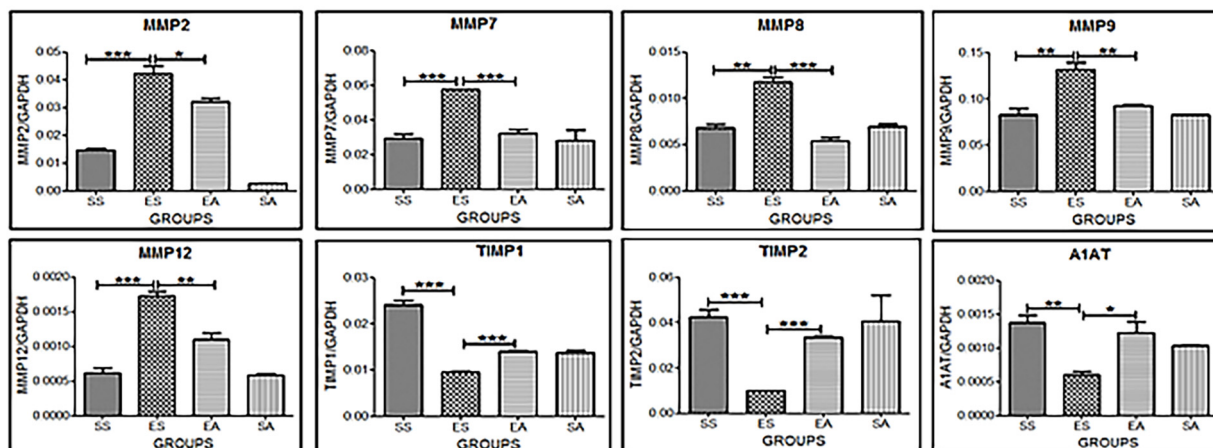 MMP2
MMP2/GAPDH
0.05
0.04
0.03
0.02
0.01
0.00
*** *
SS ES EA SA
GROUPS
MMP7
MMP7/GAPDH
0.08
0.06
0.04
0.02
0.00
*** ***
SS ES EA SA
GROUPS
MMP8
MMP8/GAPDH
0.015
0.010
0.005
0.000
** ***
SS ES EA SA
GROUPS
MMP9
MMP9/GAPDH
0.15
0.10
0.05
0.00
** **
SS ES EA SA
GROUPS
MMP12
MMP12/GAPDH
0.0020
0.0015
0.0010
0.0005
0.0000
*** **
SS ES EA SA
GROUPS
TIMP1
TIMP1/GAPDH
0.03
0.02
0.01
0.00
***
***
SS ES EA SA
GROUPS
TIMP2
TIMP2/GAPDH
0.06
0.04
0.02
0.00
***
***
SS ES EA SA
GROUPS
A1AT
A1AT/GAPDH
0.0020
0.0015
0.0010
0.0005
0.0000
** *
SS ES EA SA
GROUPS